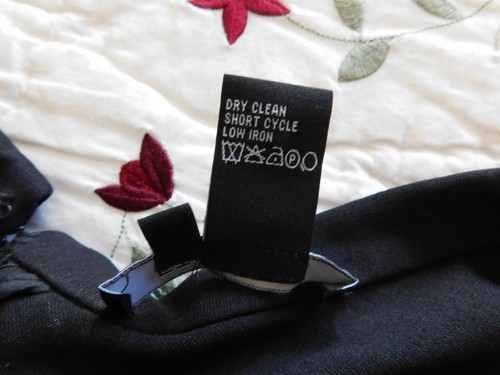 DRY CLEAN
SHORT CYCLE
LOW IRON
P